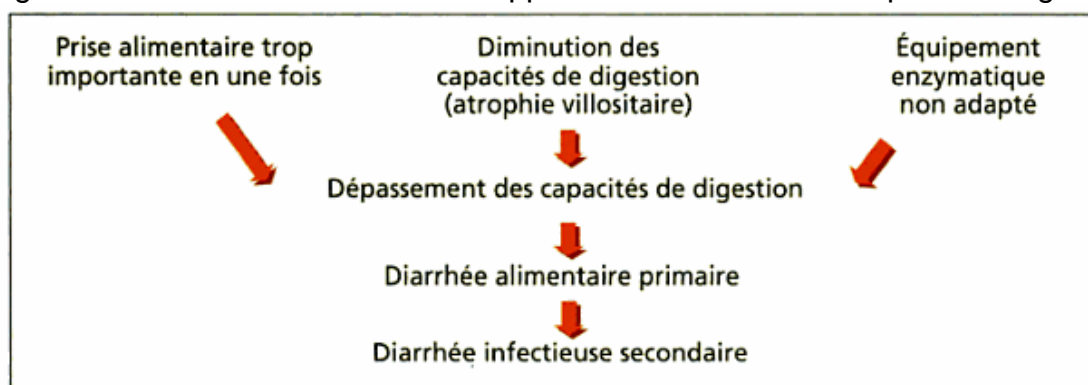 Prise alimentaire trop
importante en une fois
Diminution des
capacités de digestion
(atrophie villositaire)
Équipement
enzymatique
non adapté
Dépassement des capacités de digestion
Diarrhée alimentaire primaire
Diarrhée infectieuse secondaire